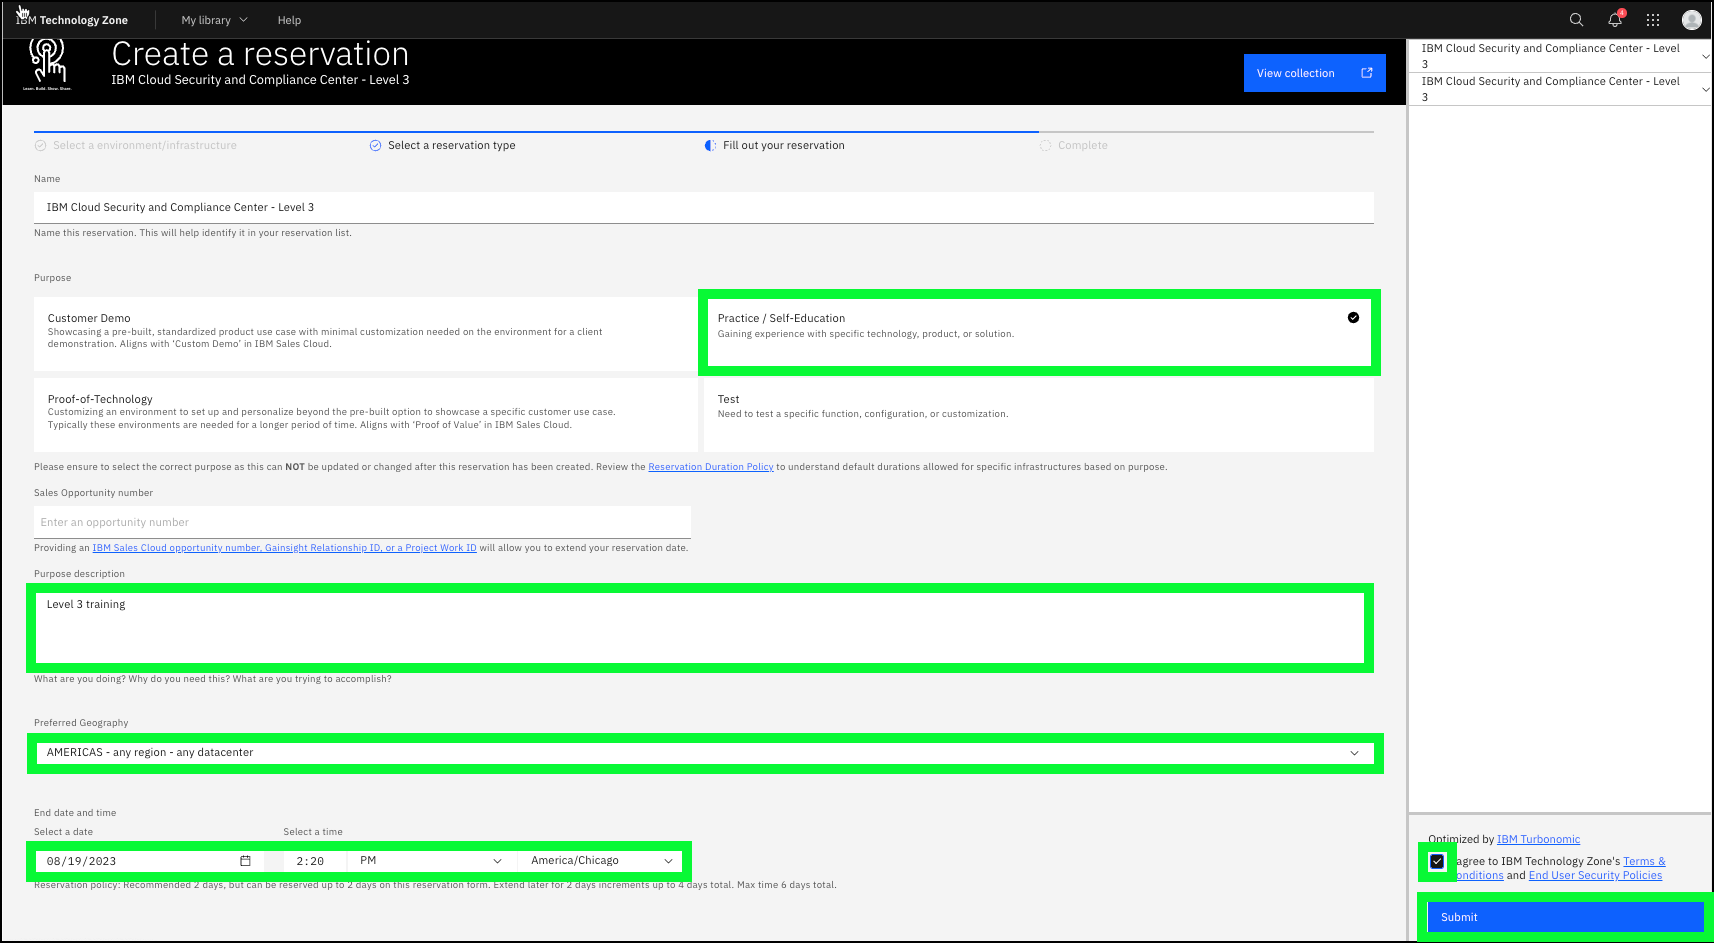 IBM Technology Zone
My library
Help
4
Learn. Build. Show. Share.
Create a reservation
IBM Cloud Security and Compliance Center - Level 3
View collection
IBM Cloud Security and Compliance Center - Level
3
IBM Cloud Security and Compliance Center - Level
3
Select a environment/infrastructure
Select a reservation type
Fill out your reservation
Complete
Name
IBM Cloud Security and Compliance Center - Level 3
Name this reservation. This will help identify it in your reservation list.
Purpose
Customer Demo
Showcasing a pre-built, standardized product use case with minimal customization needed on the environment for a client
demonstration. Aligns with ‘Custom Demo’ in IBM Sales Cloud.
Practice / Self-Education
Gaining experience with specific technology, product, or solution.
Proof-of-Technology
Customizing an environment to set up and personalize beyond the pre-built option to showcase a specific customer use case.
Typically these environments are needed for a longer period of time. Aligns with ‘Proof of Value’ in IBM Sales Cloud.
Test
Need to test a specific function, configuration, or customization.
Please ensure to select the correct purpose as this can NOT be updated or changed after this reservation has been created. Review the Reservation Duration Policy to understand default durations allowed for specific infrastructures based on purpose.
Sales Opportunity number
Enter an opportunity number
Providing an IBM Sales Cloud opportunity number, Gainsight Relationship ID, or a Project Work ID will allow you to extend your reservation date.
Purpose description
Level 3 training
What are you doing? Why do you need this? What are you trying to accomplish?
Preferred Geography
AMERICAS - any region - any datacenter
End date and time
Select a date
Select a time
08/19/2023
2:20
PM
America/Chicago
Reservation policy: Recommended 2 days, but can be reserved up to 2 days on this reservation form. Extend later for 2 days increments up to 4 days total. Max time 6 days total.
Optimized by IBM Turbonomic
agree to IBM Technology Zone's Terms &
onditions and End User Security Policies
Submit